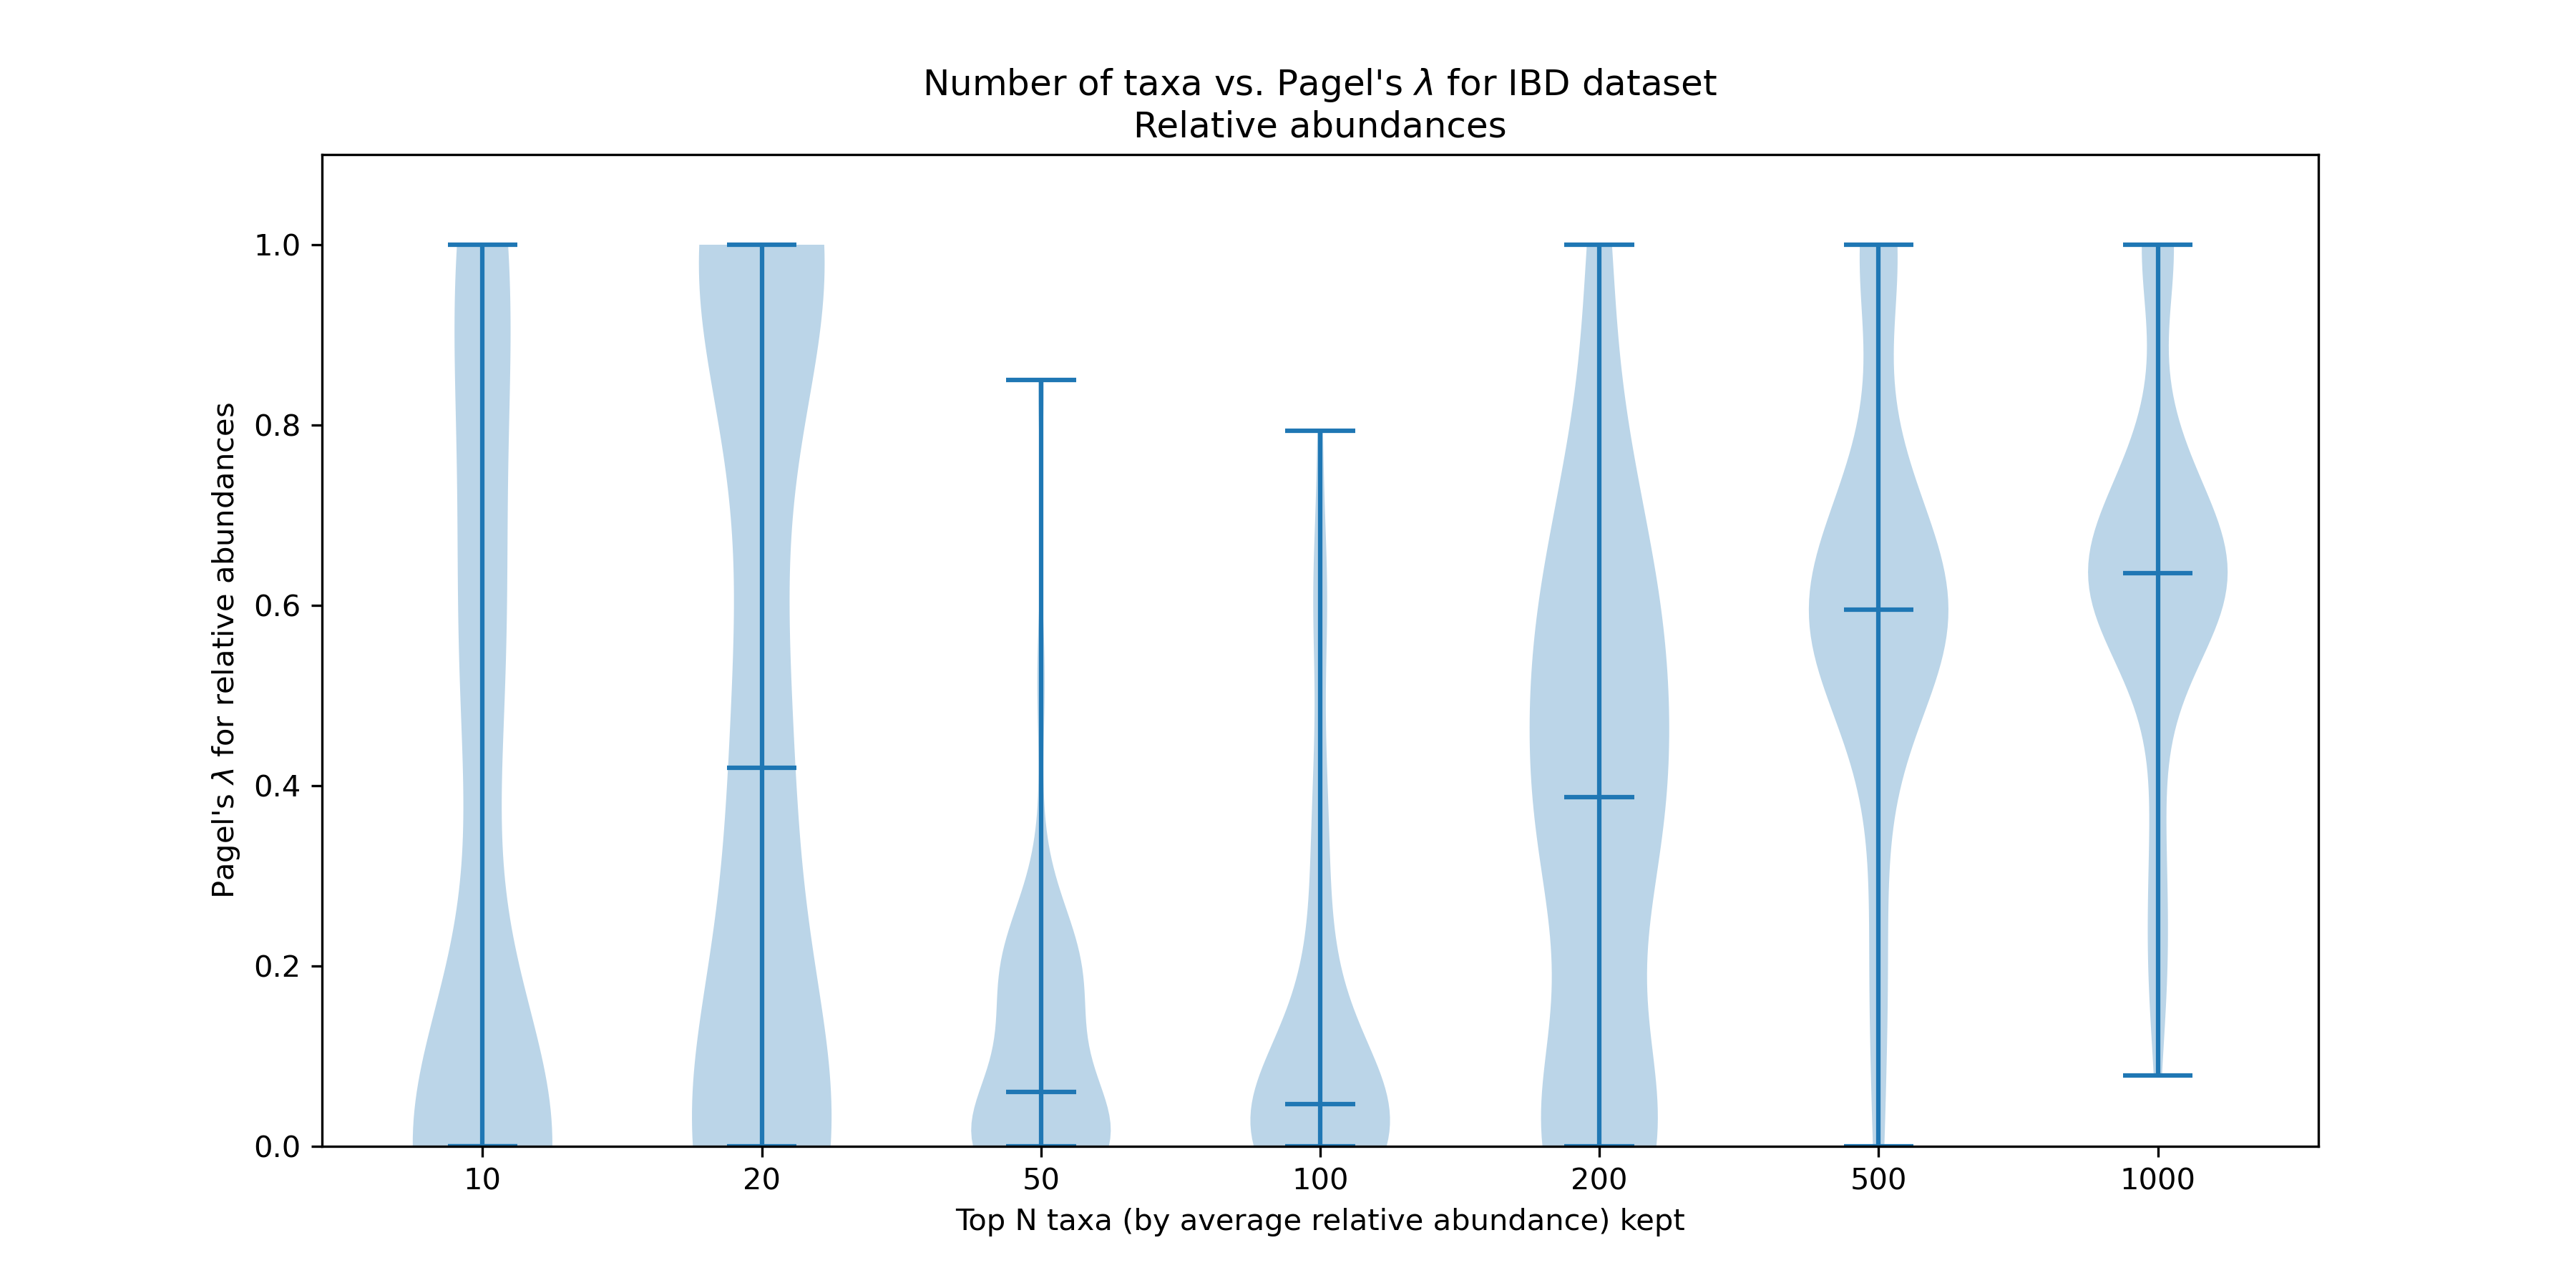 Number of taxa vs. Pagel's λ for IBD dataset
Relative abundances
Pagel's λ for relative abundances
1.0
0.8
0.6
0.4
0.2
0.0
10 20 50 100 200 500 1000
Top N taxa (by average relative abundance) kept